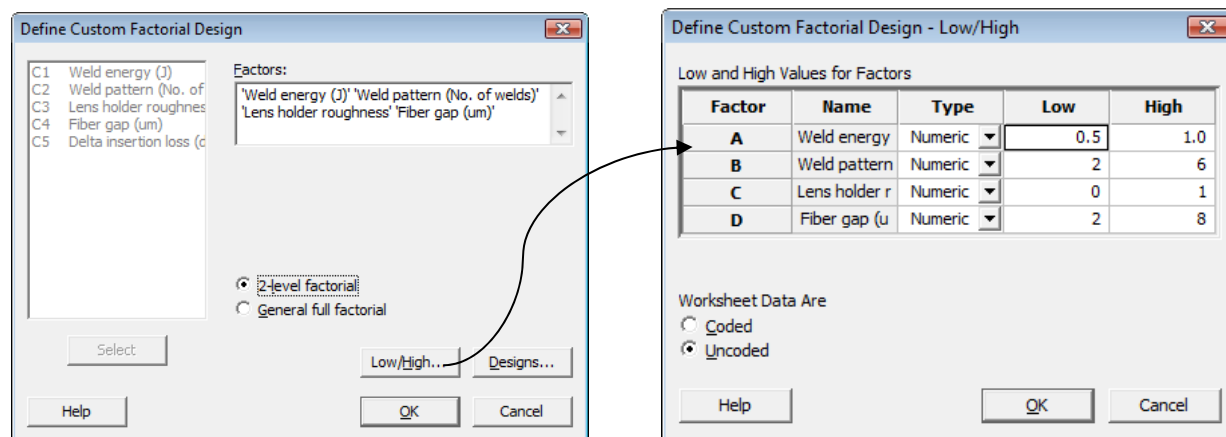 Define Custom Factorial Design
C1 Weld energy (J)
C2 Weld pattern (No. of
C3 Lens holder roughnes
C4 Fiber gap (um)
C5 Delta insertion loss (d
Factors:
'Weld energy (J)' 'Weld pattern (No. of welds)'
'Lens holder roughness' 'Fiber gap (um)'
2-level factorial
General full factorial
Select
Low/High... Designs...
Help OK Cancel
Define Custom Factorial Design - Low/High
Low and High Values for Factors
Factor Name Type Low High
A Weld energy Numeric 0.5 1.0
B Weld pattern Numeric 2 6
C Lens holder r Numeric 0 1
D Fiber gap (u Numeric 2 8
Worksheet Data Are
Coded
Uncoded
Help OK Cancel